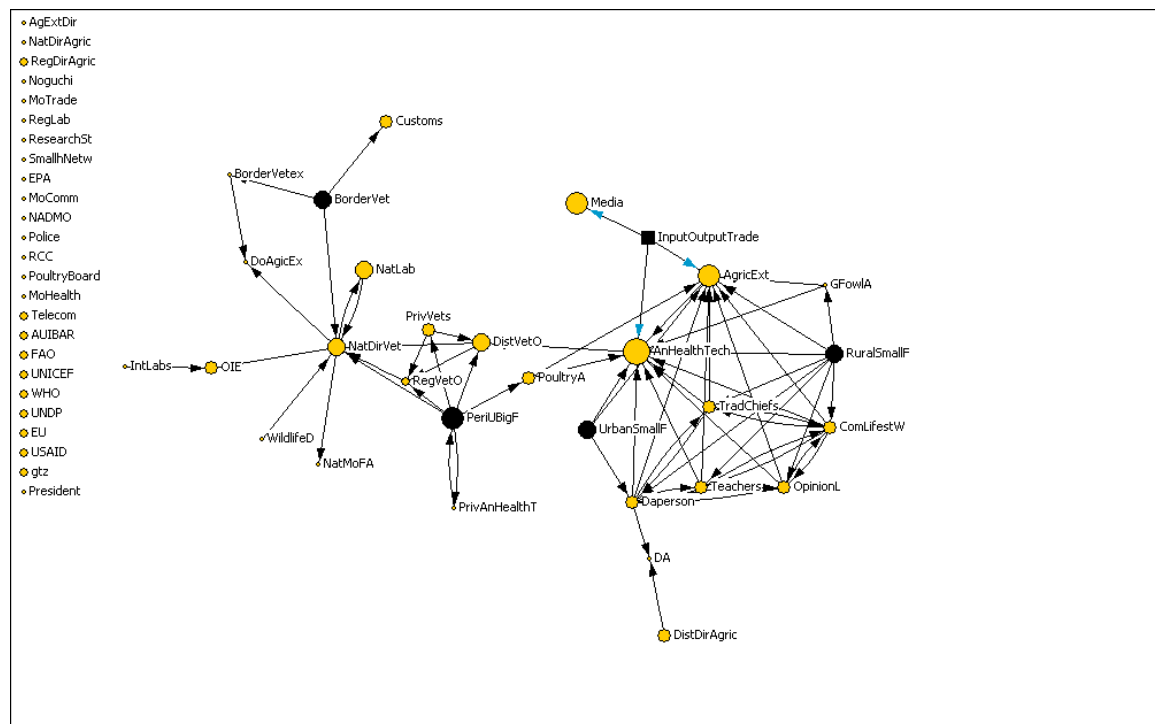 AgExtDir
NatDirAgric
RegDirAgric
Noguchi
MoTrade
RegLab
ResearchSt
SmallhNetw
EPA
MoComm
NADMO
Police
RCC
PoultryBoard
MoHealth
Telecom
AUIBAR
FAO
UNICEF
WHO
UNDP
EU
USAID
gtz
President
Customs
BorderVetex
BorderVet
Media
InputOutputTrade
DoAgicEx
NatLab
AgricExt
GFowlA
PrivVets
NatDirVet
DistVetO
AnHealthTech
RuralSmallF
IntLabs
OIE
RegVetO
PoultryA
TradChiefs
PeriUBigF
UrbanSmallF
ComLifestW
WildlifeD
NatMoFA
Teachers
OpinionL
Daperson
PrivAnHealthT
DA
DistDirAgric